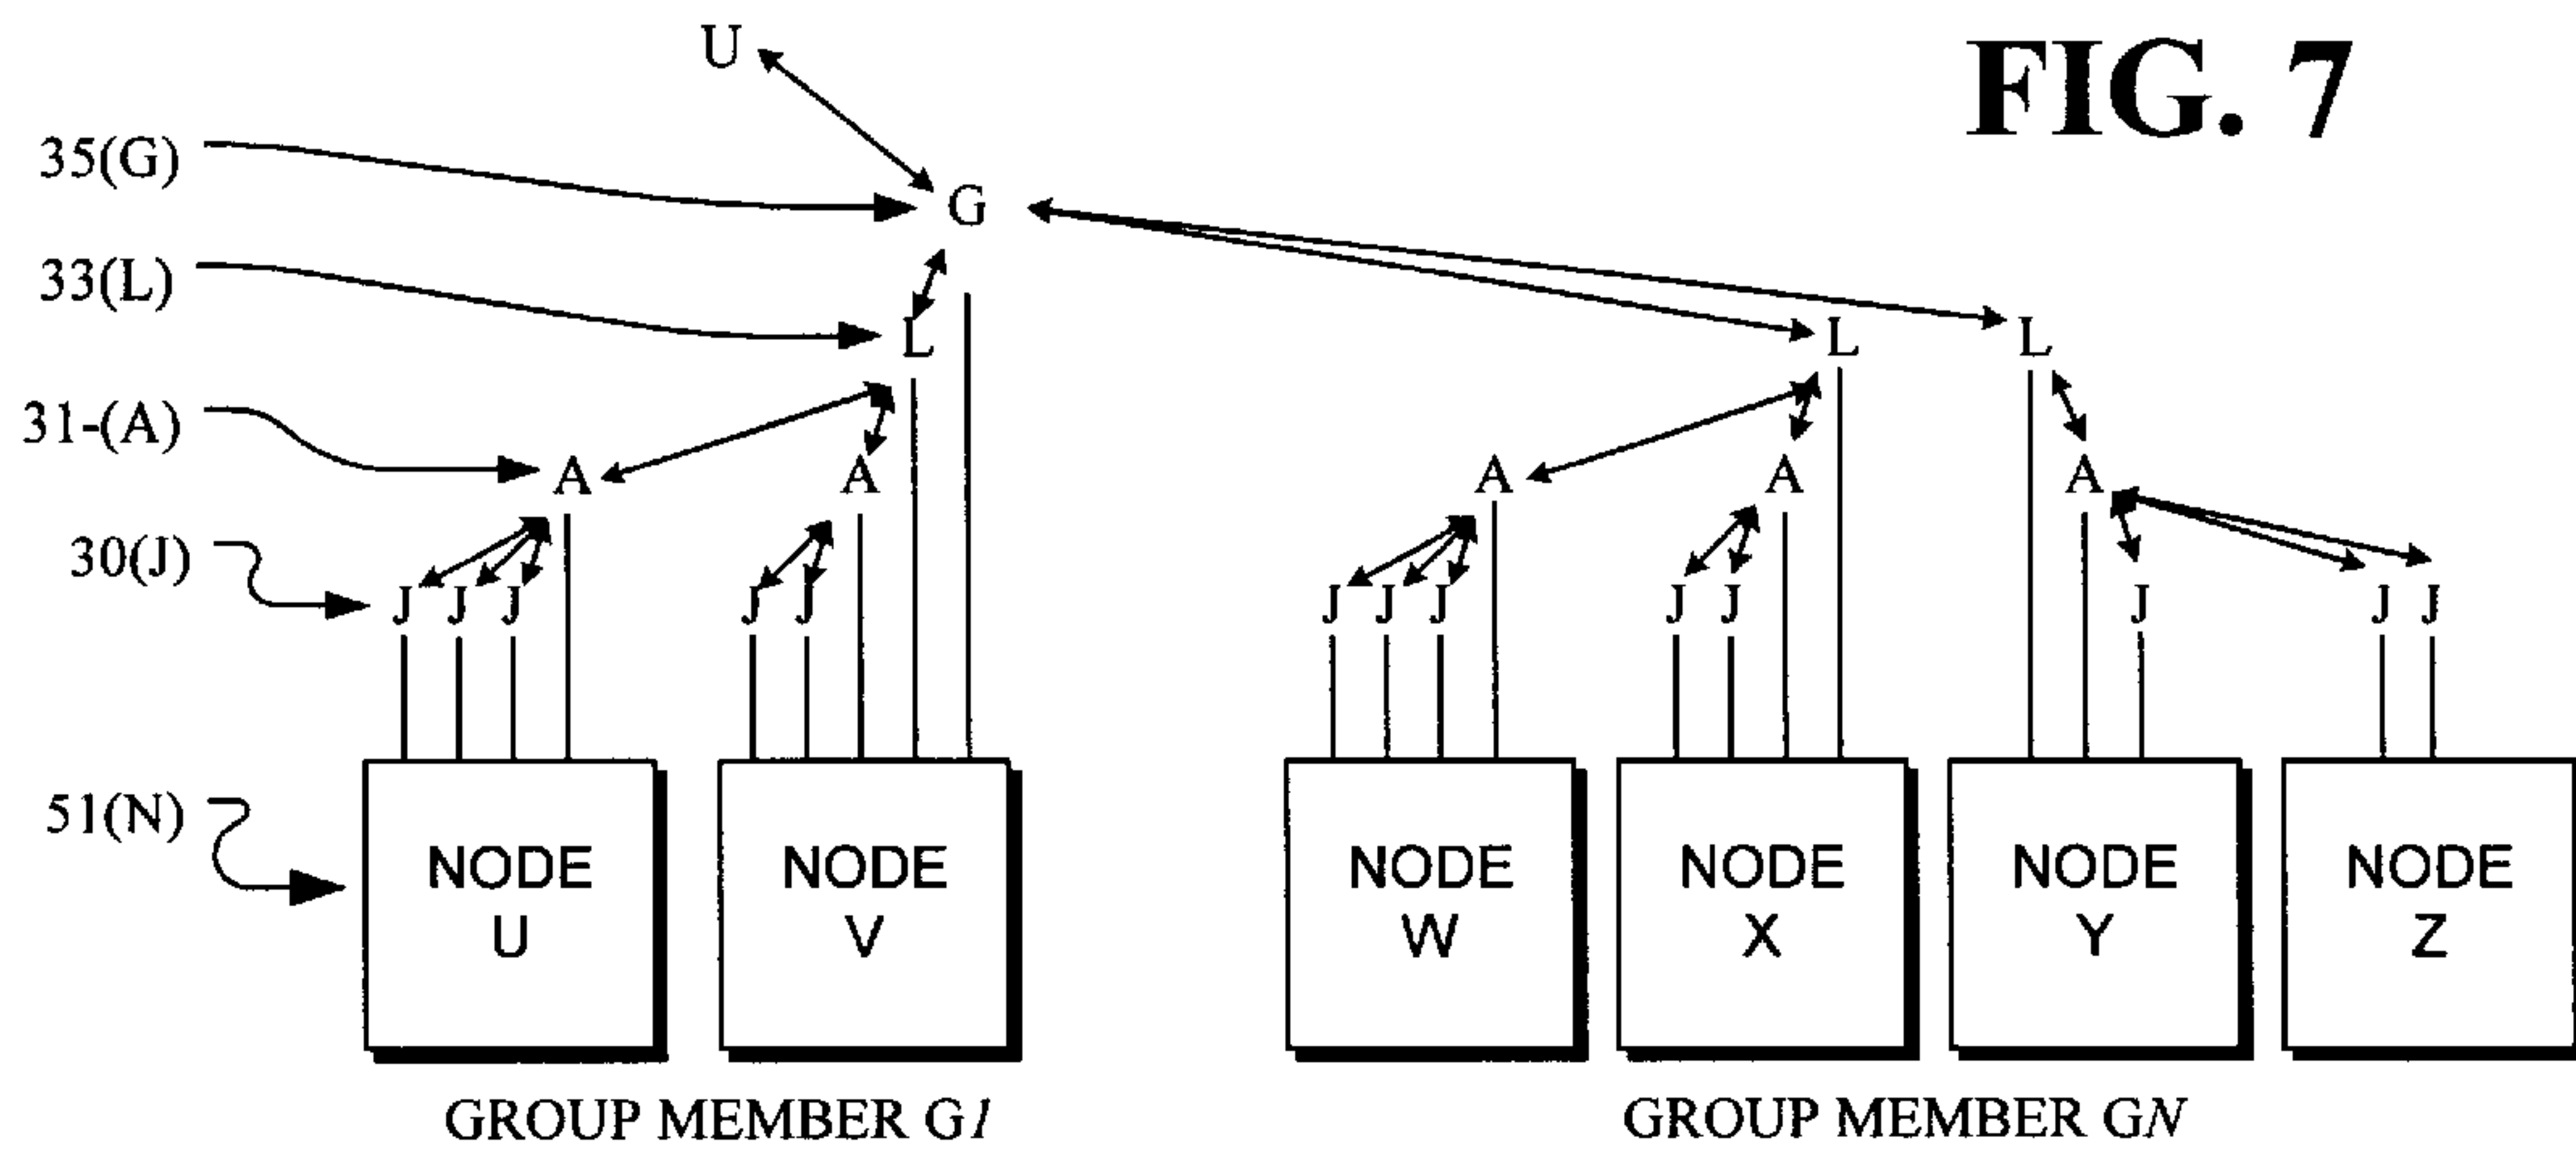 FIG. 7
U
35(G)
G
33(L)
L
L
L
31-(A)
A
A
A
A
A
30(J)
J J J
J J
J J J
J J
J
J J
51(N)
NODE
U
NODE
V
NODE
W
NODE
X
NODE
Y
NODE
Z
GROUP MEMBER G1
GROUP MEMBER GN